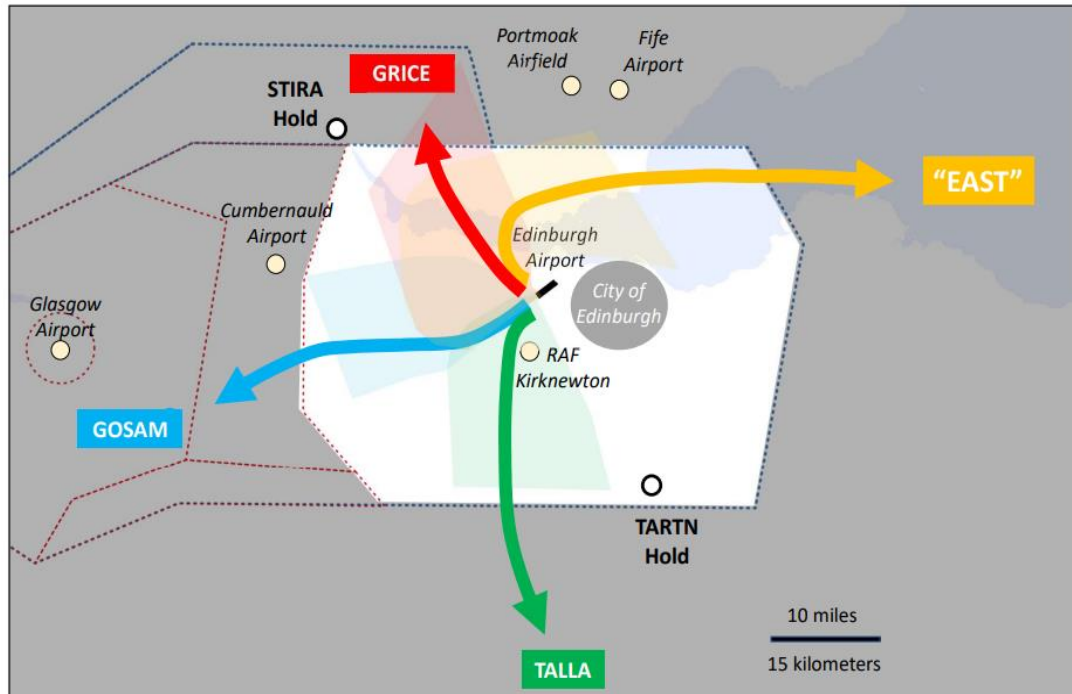 Portmoak
Airfield
Fife
Airport
GRICE
STIRA
Hold
"EAST"
Cumbernauld
Airport
Edinburgh
Airport
City of
Edinburgh
Glasgow
Airport
RAF
Kirknewton
GOSAM
TARTN
Hold
10 miles
15 kilometers
TALLA